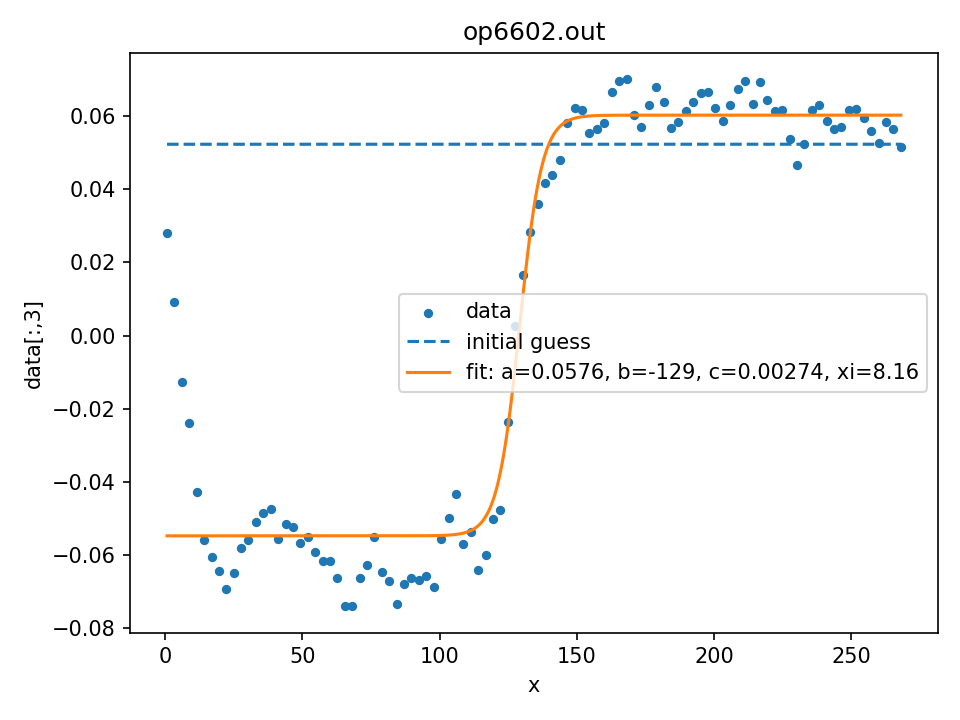 op6602.out
0.06
0.04
0.02
0.00
−0.02
−0.04
−0.06
−0.08
data[:,3]
data
initial guess
fit: a=0.0576, b=-129, c=0.00274, xi=8.16
0 50 100 150 200 250
x